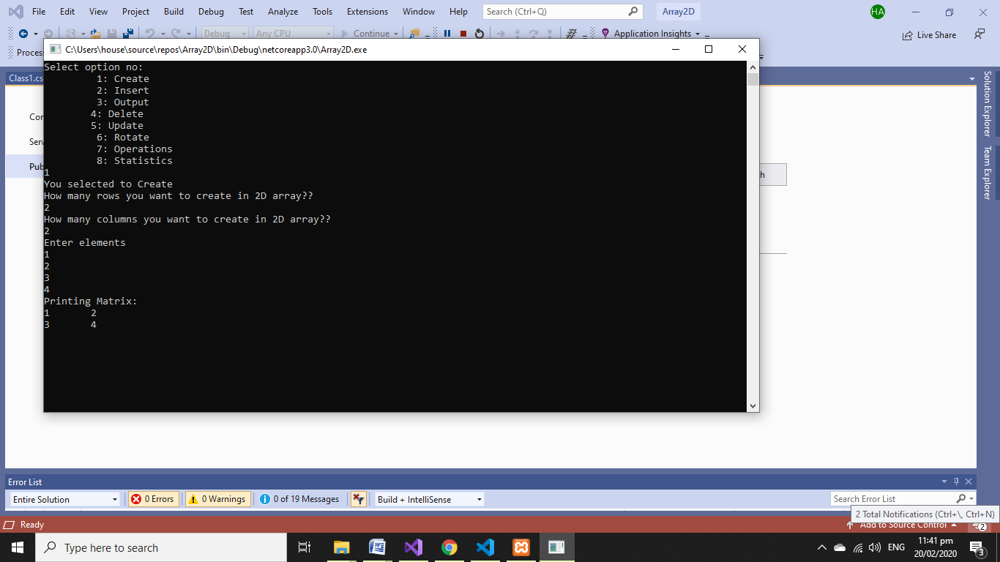 File Edit View Project Build Debug Test Analyze Tools Extensions Window Help Search (Ctrl+Q) Array2D HA
Debug Any CPU Continue Application Insights Live Share
Process
C:\Users\house\source\repos\Array2D\bin\Debug\netcoreapp3.0\Array2D.exe
Class1.cs
Select option no:
1: Create
2: Insert
3: Output
4: Delete
5: Update
6: Rotate
7: Operations
8: Statistics
1
You selected to Create
How many rows you want to create in 2D array??
2
How many columns you want to create in 2D array??
2
Enter elements
1
2
3
4
Printing Matrix:
1 2
3 4
Con
Serv
Pub
h
Solution Explorer
Team Explorer
Error List
Entire Solution 0 Errors 0 Warnings 0 of 19 Messages Build + IntelliSense Search Error List
2 Total Notifications (Ctrl+\, Ctrl+N)
Ready Add to Source Control 2
Type here to search ENG 11:41 pm
20/02/2020 3